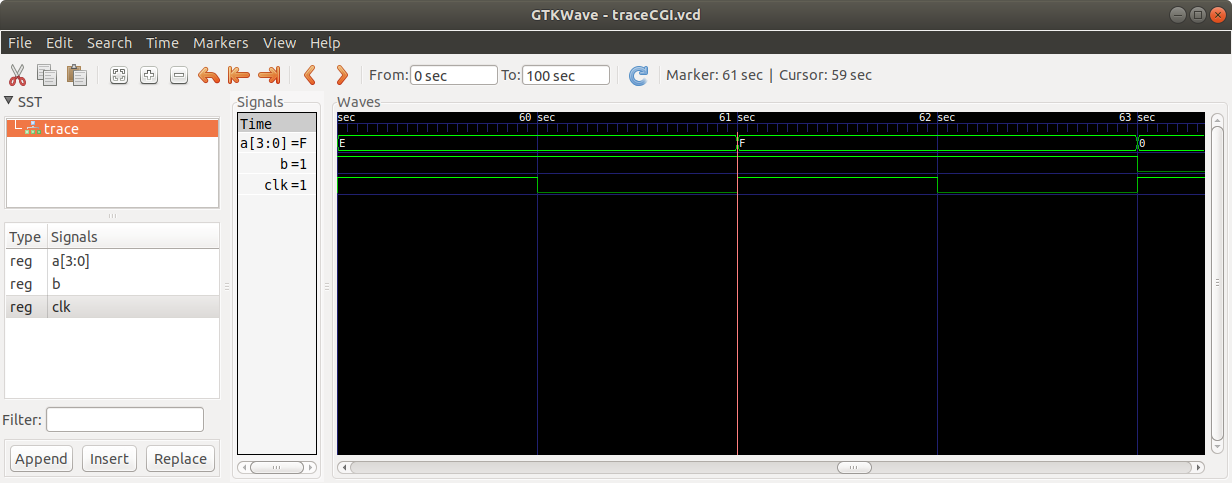 GTKWave - traceCGI.vcd
File Edit Search Time Markers View Help
From: 0 sec To: 100 sec Marker: 61 sec | Cursor: 59 sec
SST
trace
Type Signals
reg a[3:0]
reg b
reg clk
Filter:
Append Insert Replace
Signals
Time
a[3:0] =F
b =1
clk =1
Waves
sec 60 sec 61 sec 62 sec 63 sec
E F 0